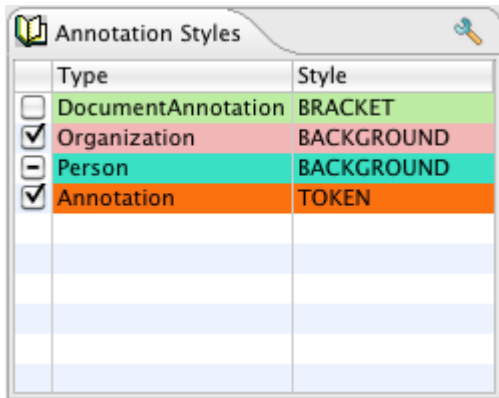 Annotation Styles
Type Style
DocumentAnnotation BRACKET
Organization BACKGROUND
Person BACKGROUND
Annotation TOKEN